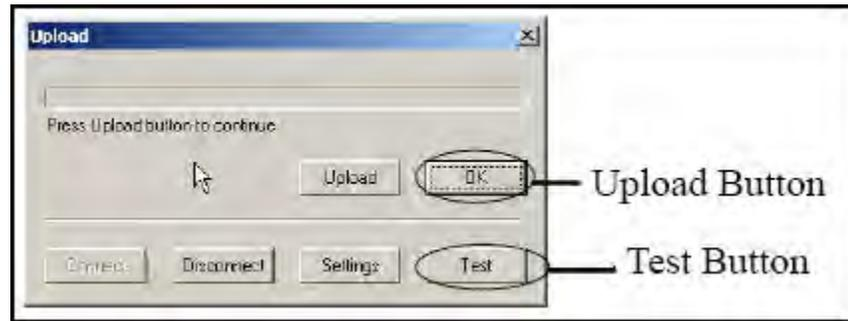 Upload
Press Upload button to continue
Upload OK Upload Button
Connect Disconnect Settings Test Test Button